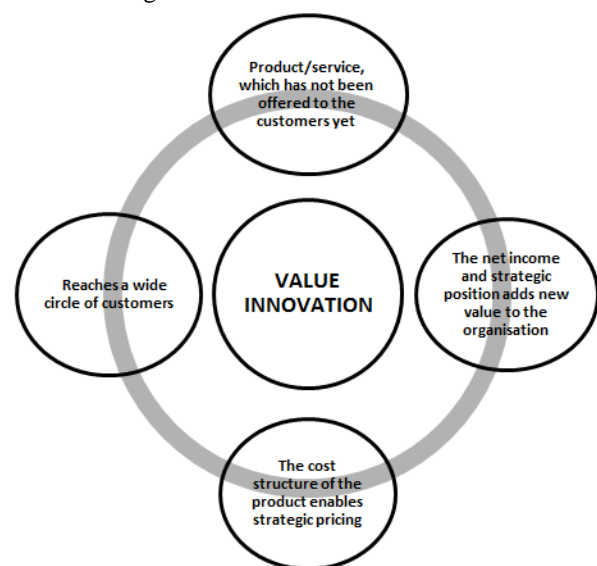 Product/service,
which has not been
offered to the
customers yet
Reaches a wide
circle of customers
VALUE
INNOVATION
The net income
and strategic
position adds new
value to the
organisation
The cost
structure of the
product enables
strategic pricing